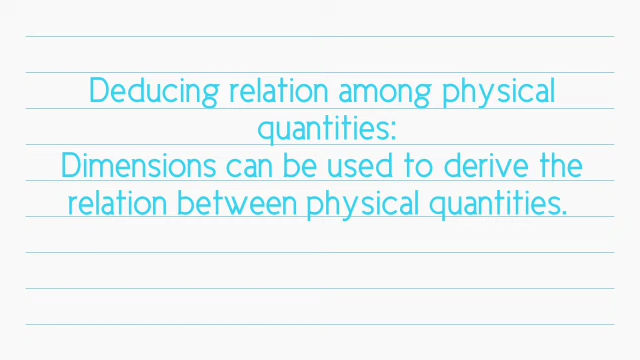 Deducing relation among physical
quantities:
Dimensions can be used to derive the
relation between physical quantities.